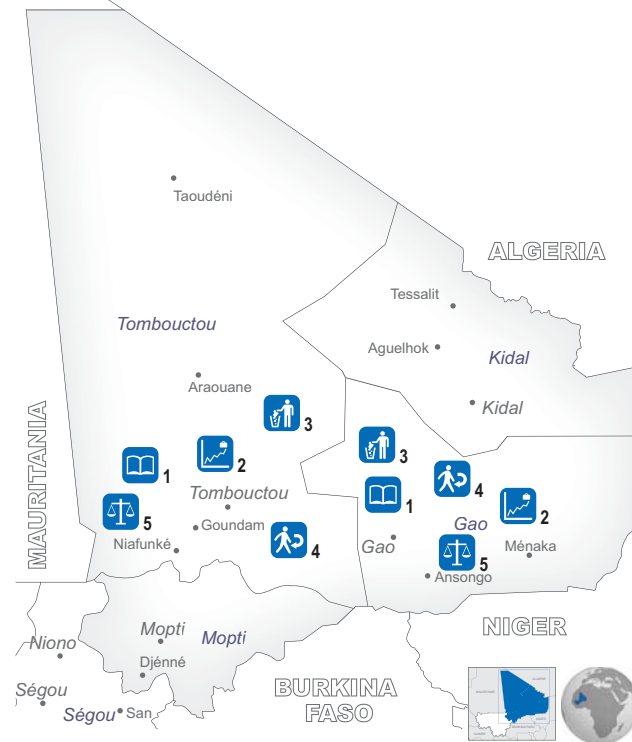 Taoudéni
ALGERIA
Tessalit
Tombouctou
Aguelhok
Kidal
Araouane
Kidal
3
3
2
1
4
1
2
Tombouctou
5
Gao
Goundam
4
Gao
5
Niafunké
Ménaka
Ansongo
MAURITANIA
NIGER
Mopti
Mopti
Niono
Djénné
BURKINA
FASO
Ségou
Ségou
San